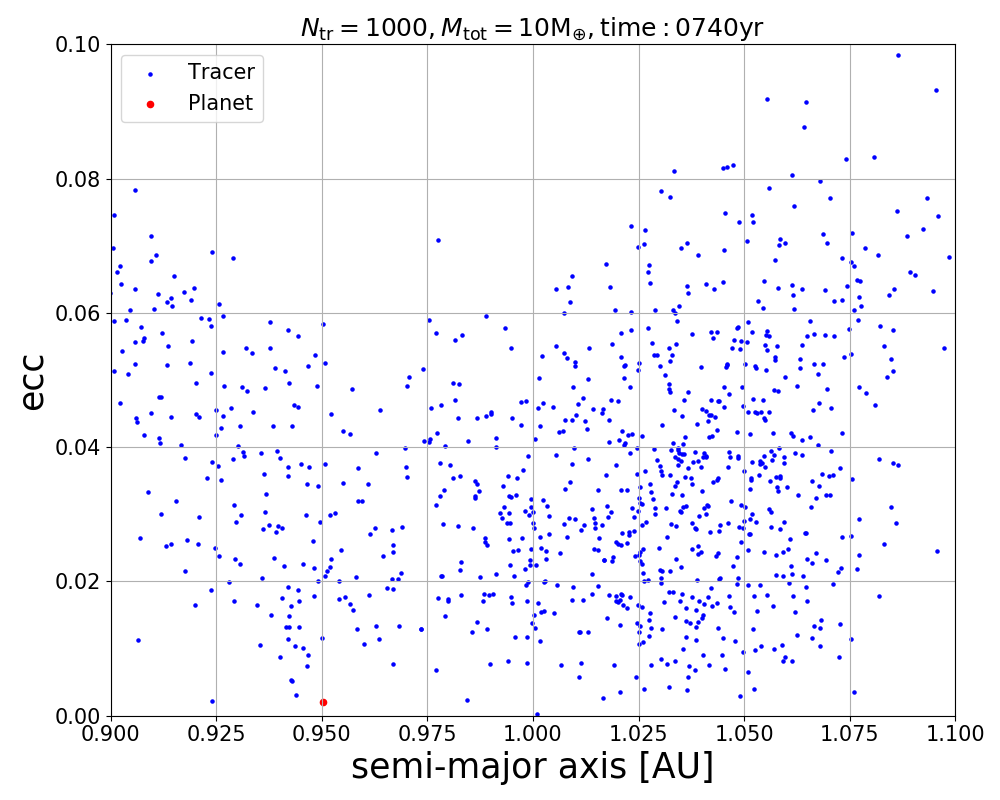 N_tr = 1000, M_tot = 10M_⊕, time : 0740yr
Tracer
Planet
ecc
0.10
0.08
0.06
0.04
0.02
0.00
0.900 0.925 0.950 0.975 1.000 1.025 1.050 1.075 1.100
semi-major axis [AU]